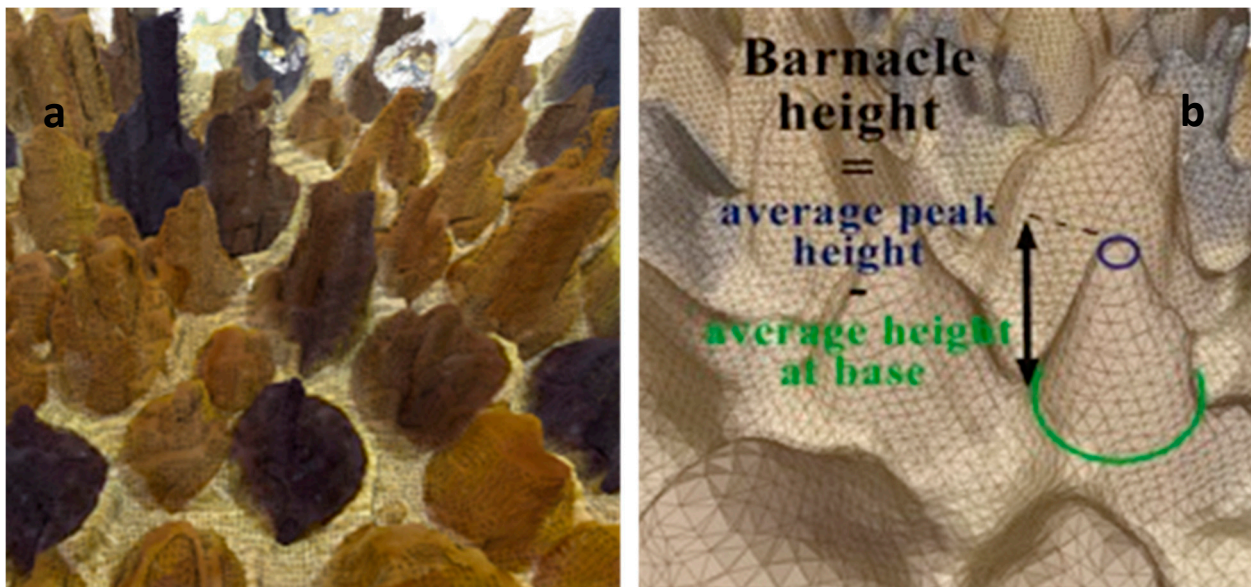 a
Barnacle
height
=
average peak
height
-
average height
at base
b